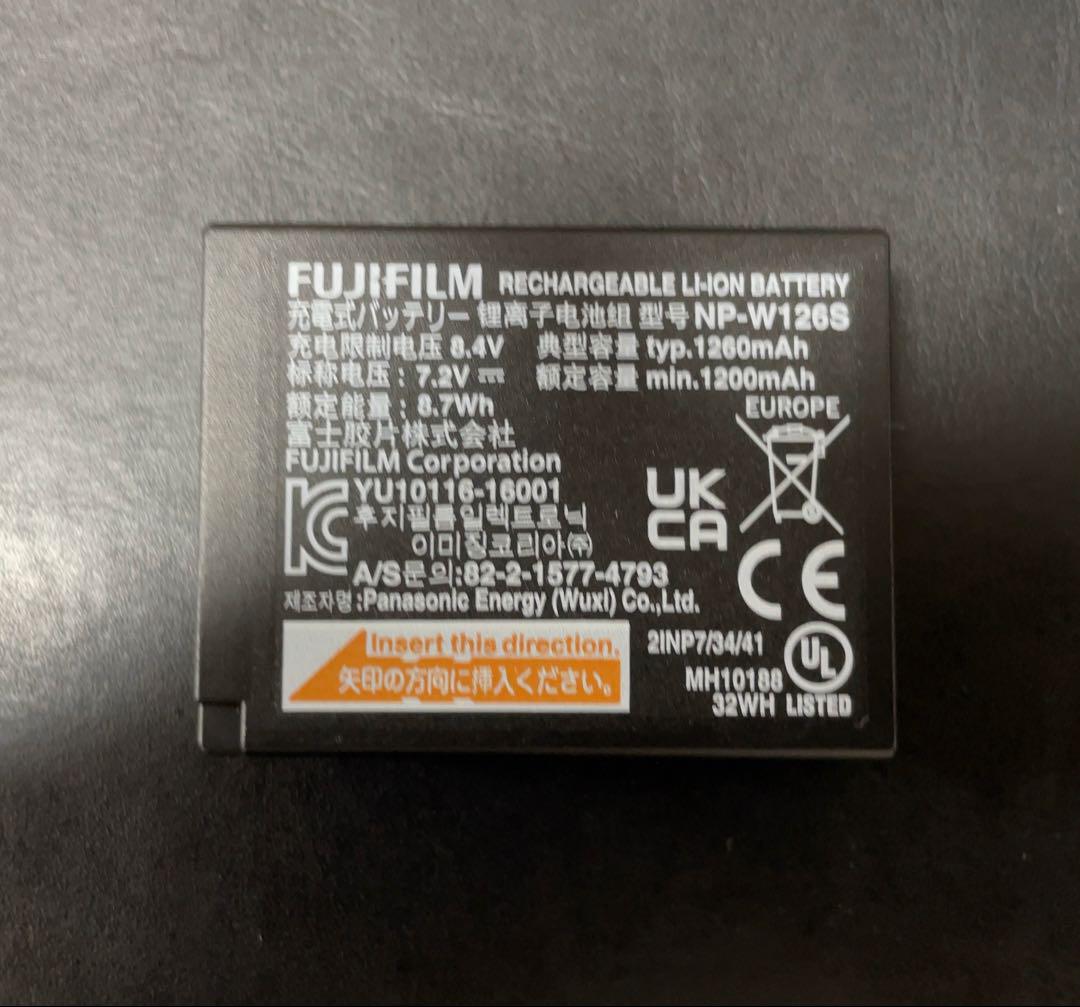 FUJIFILM RECHARGEABLE LI-ION BATTERY
充電式バッテリー 锂离子电池组 型号 NP-W126S
充电限制电压 8.4V 典型容量 typ.1260mAh
标称电压: 7.2V 额定容量 min.1200mAh
额定能量: 8.7Wh
EUROPE
富士胶片株式会社
FUJIFILM Corporation
YU10116-16001
후지필름일렉트로닉
이미징코리아㈜
A/S문의:82-2-1577-4793
제조자명:Panasonic Energy (Wuxi) Co.,Ltd.
UK
CA
CE
Insert this direction.
矢印の方向に挿入ください。
2INP7/34/41
MH10188
32WH LISTED
UL